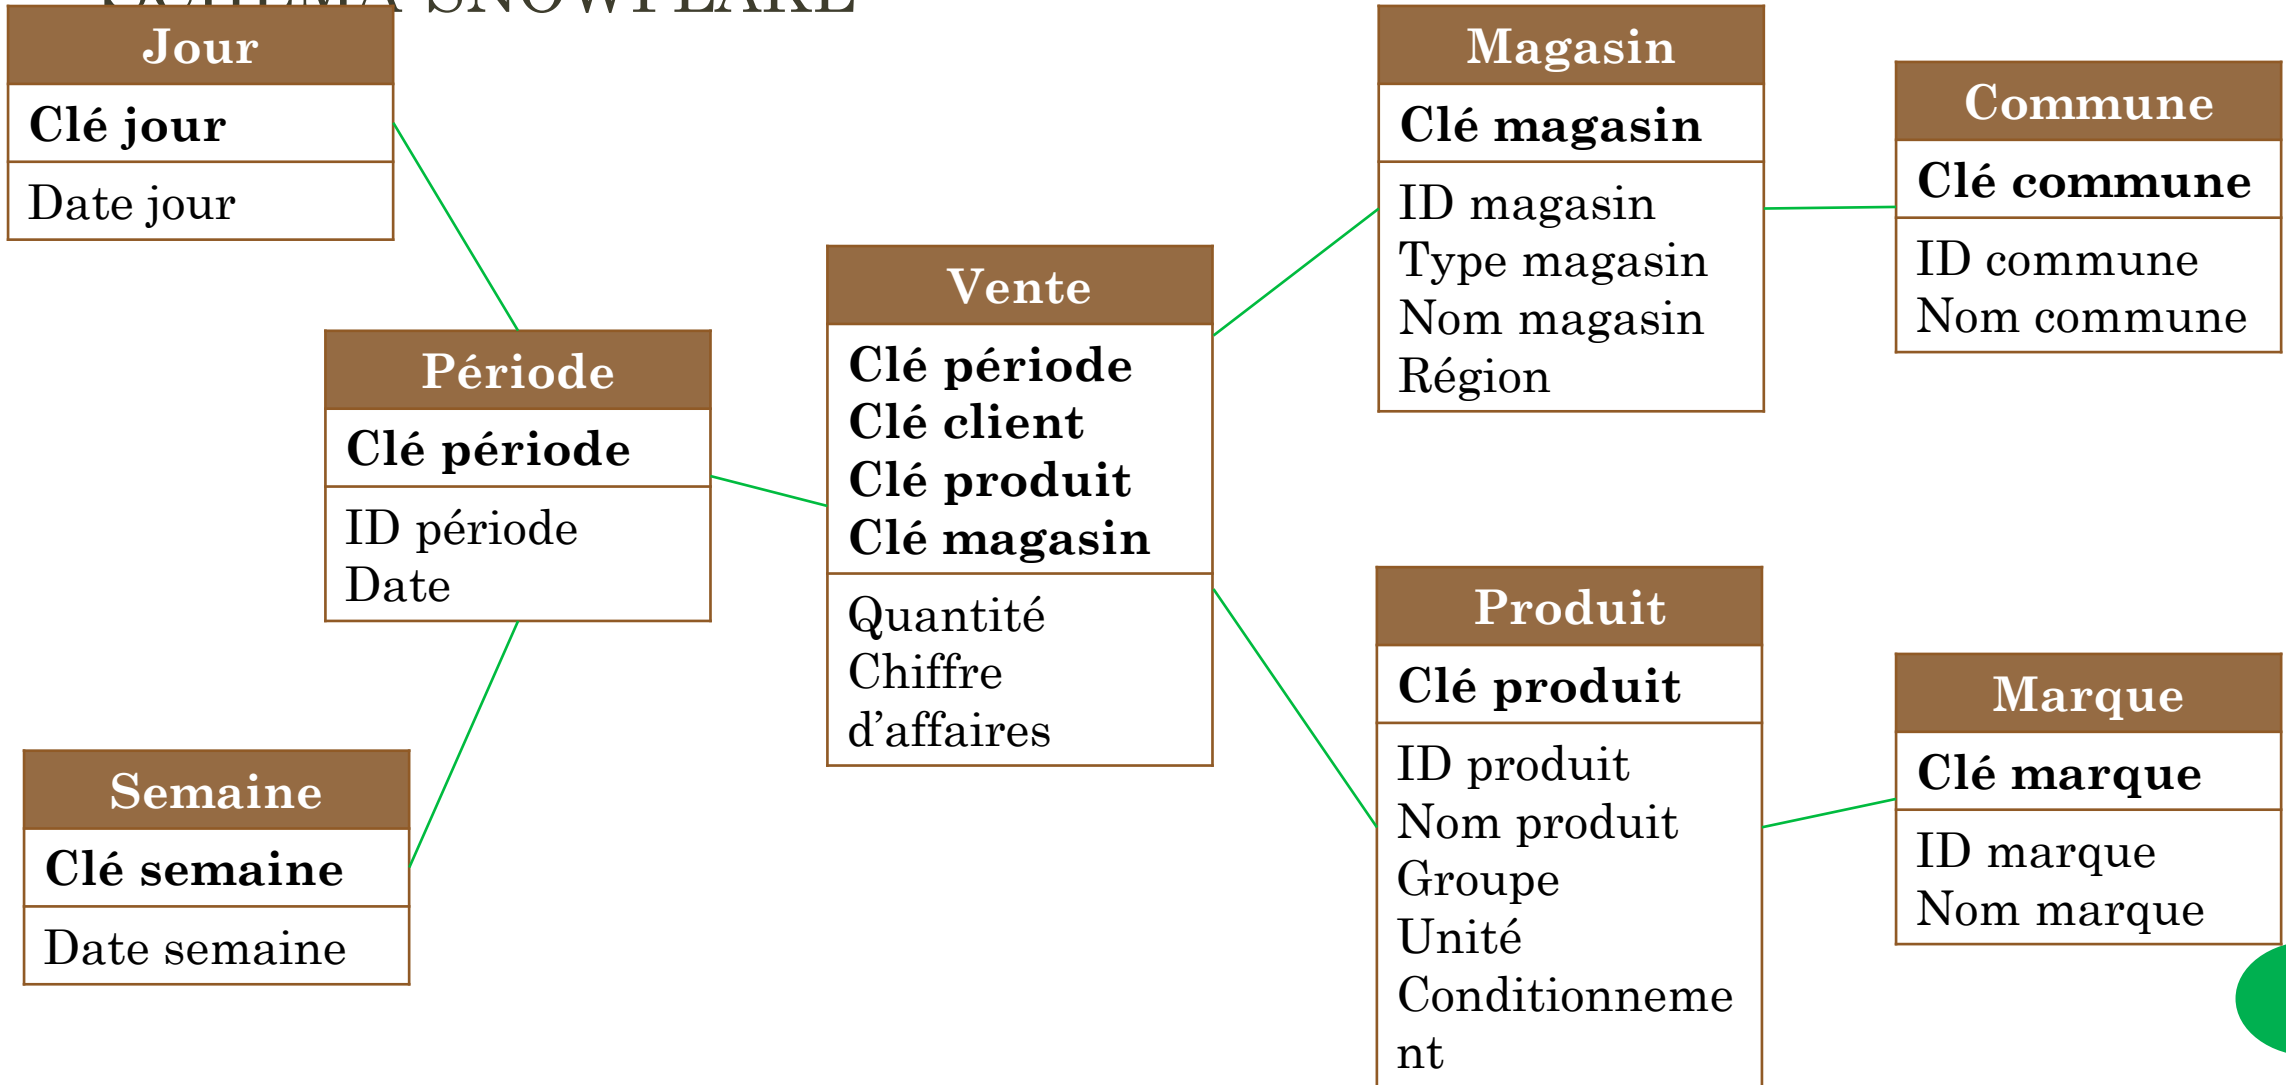 SCHEMA SNOWFLAKE
Jour
Clé jour
Date jour
Période
Clé période
ID période
Date
Semaine
Clé semaine
Date semaine
Vente
Clé période
Clé client
Clé produit
Clé magasin
Quantité
Chiffre
d’affaires
Magasin
Clé magasin
ID magasin
Type magasin
Nom magasin
Région
Commune
Clé commune
ID commune
Nom commune
Produit
Clé produit
ID produit
Nom produit
Groupe
Unité
Conditionneme
nt
Marque
Clé marque
ID marque
Nom marque